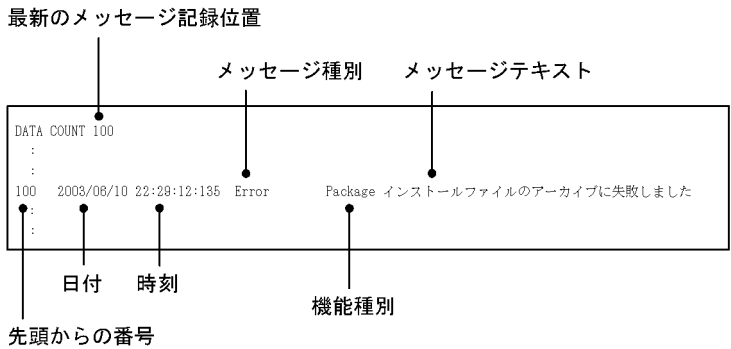 最新のメッセージ記録位置
メッセージ種別 メッセージテキスト
DATA COUNT 100
:
:
100 2003/06/10 22:29:12:135 Error Package インストールファイルのアーカイブに失敗しました
:
:
日付 時刻
機能種別
先頭からの番号